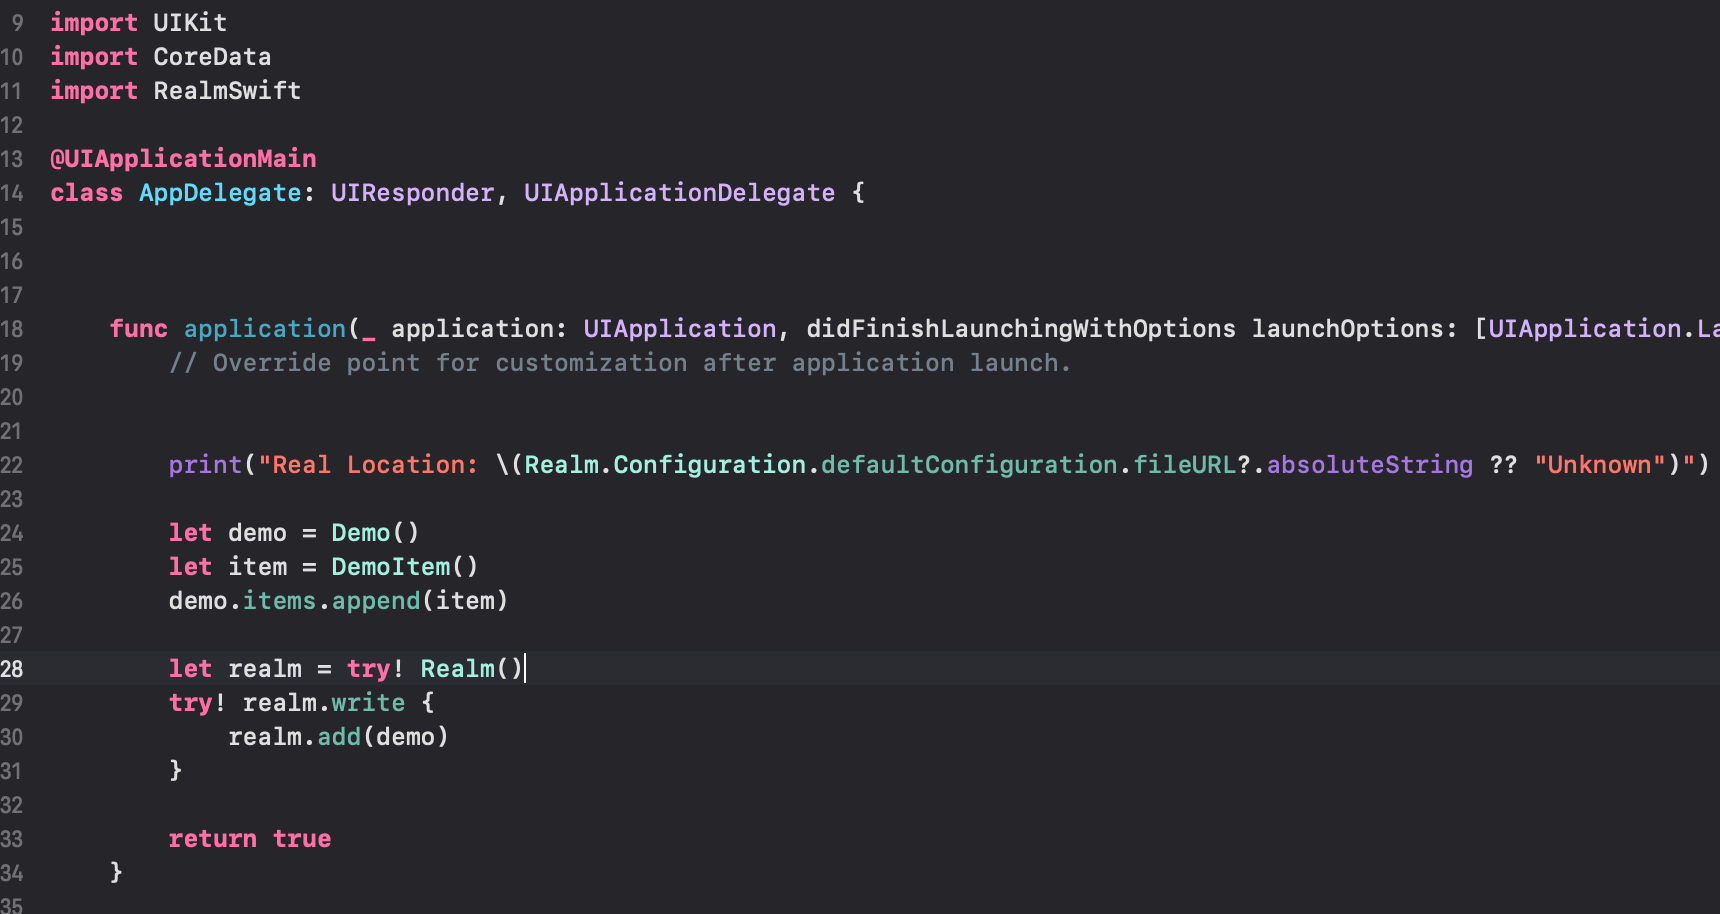 9 import UIKit
10 import CoreData
11 import RealmSwift
12
13 @UIApplicationMain
14 class AppDelegate: UIResponder, UIApplicationDelegate {
15
16
17
18     func application(_ application: UIApplication, didFinishLaunchingWithOptions launchOptions: [UIApplication.La
19         // Override point for customization after application launch.
20
21
22         print("Real Location: \(Realm.Configuration.defaultConfiguration.fileURL?.absoluteString ?? "Unknown")")
23
24         let demo = Demo()
25         let item = DemoItem()
26         demo.items.append(item)
27
28         let realm = try! Realm()
29         try! realm.write {
30             realm.add(demo)
31         }
32
33         return true
34     }
35